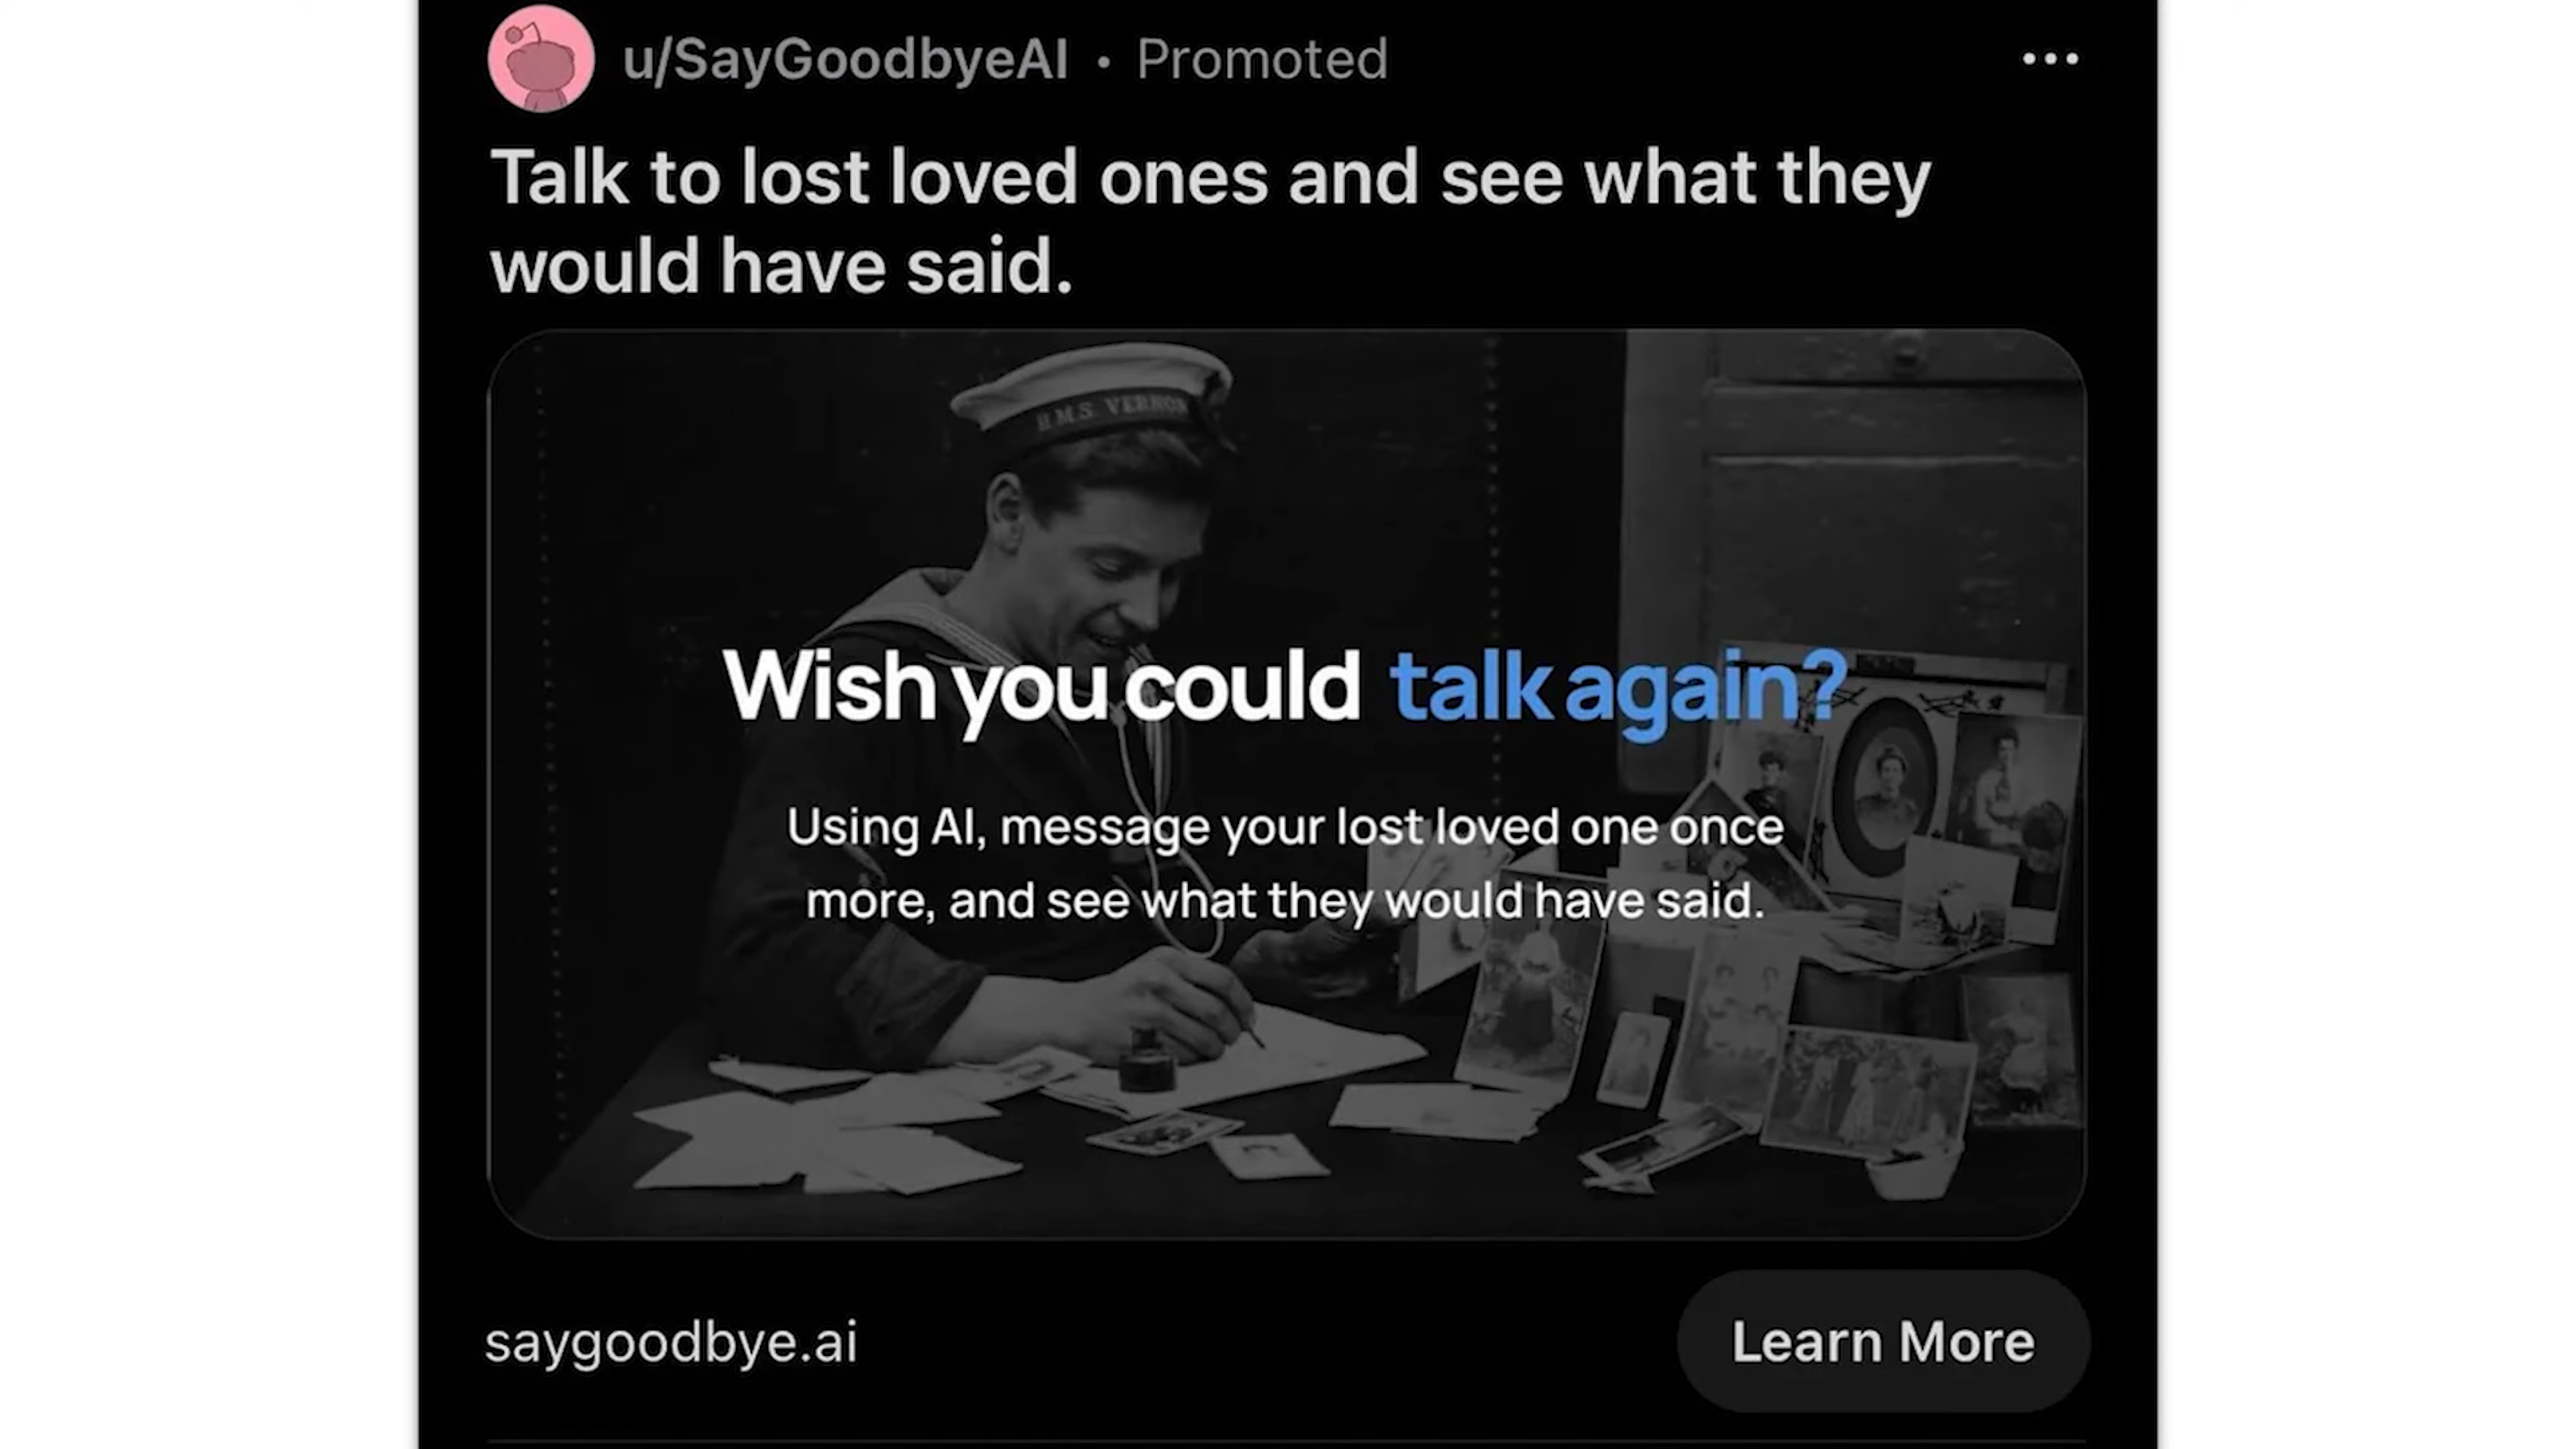 u/SayGoodbyeAI • Promoted
Talk to lost loved ones and see what they
would have said.
H.M.S. VERNON
Wish you could talk again?
Using AI, message your lost loved one once
more, and see what they would have said.
saygoodbye.ai
Learn More